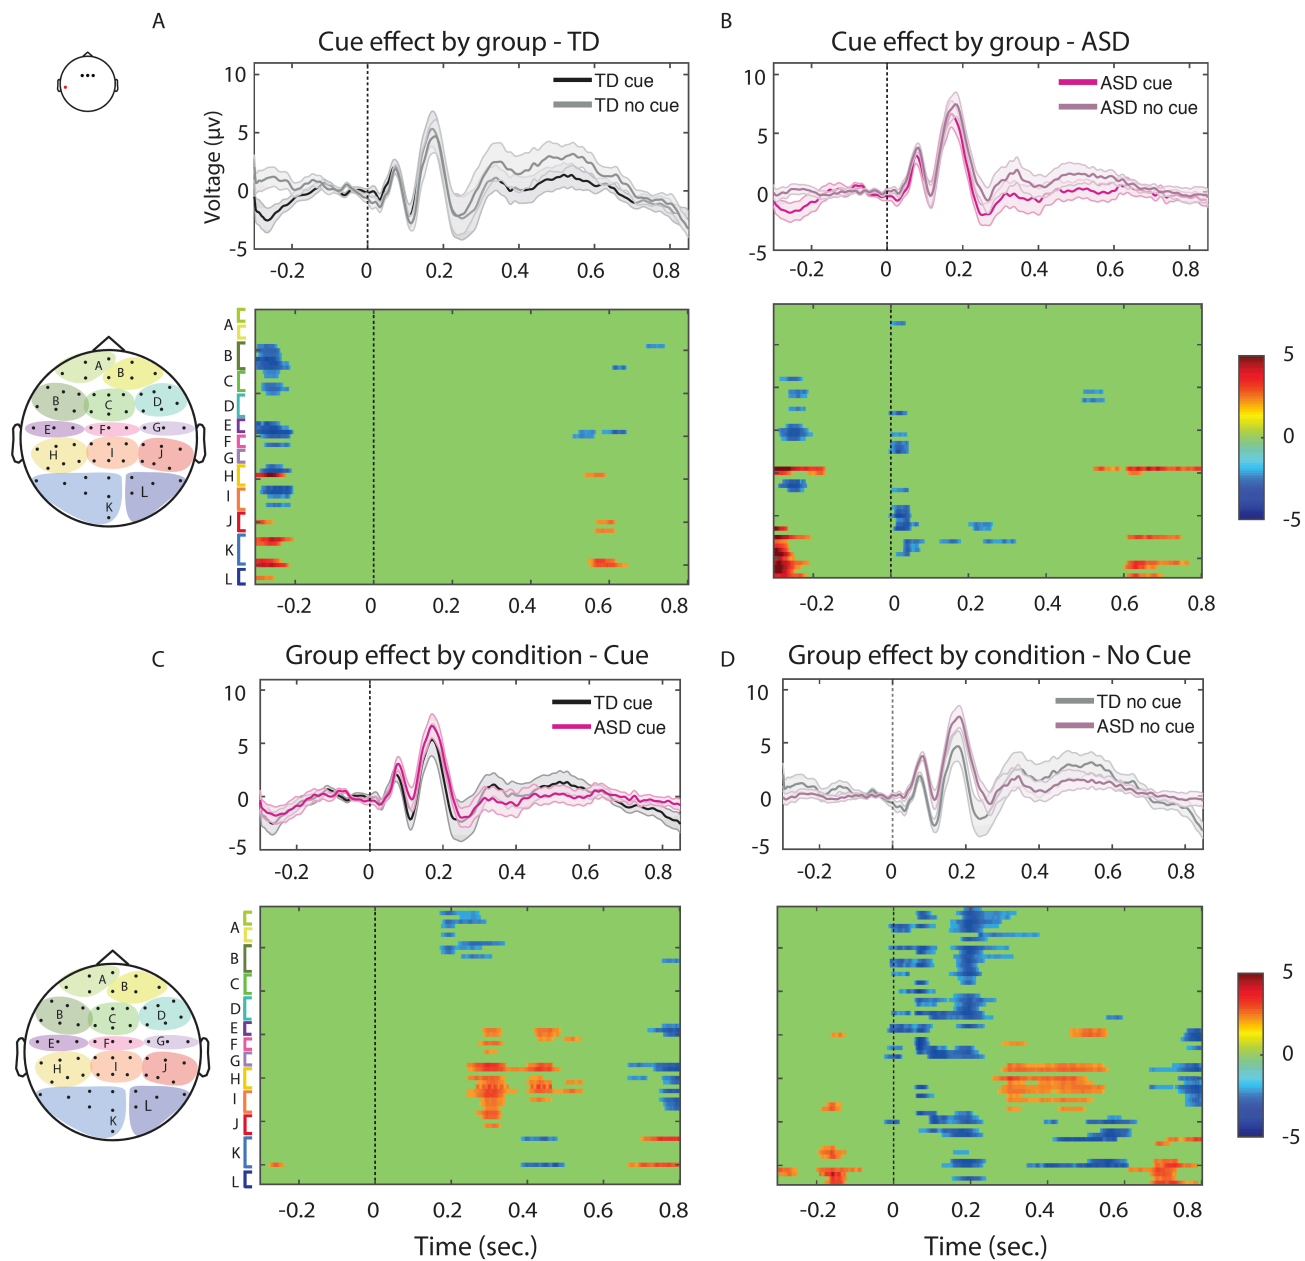 A
B
Cue effect by group - TD
Cue effect by group - ASD
Voltage (µv)
10
5
0
-5
TD cue
TD no cue
-0.2
0
0.2
0.4
0.6
0.8
10
5
0
-5
ASD cue
ASD no cue
-0.2
0
0.2
0.4
0.6
0.8
A
B
B
C
D
E
F
G
H
I
J
K
L
A
B
C
D
E
F
G
H
I
J
K
L
-0.2
0
0.2
0.4
0.6
0.8
-0.2
0
0.2
0.4
0.6
0.8
5
0
-5
C
D
Group effect by condition - Cue
Group effect by condition - No Cue
10
5
0
-5
TD cue
ASD cue
-0.2
0
0.2
0.4
0.6
0.8
10
5
0
-5
TD no cue
ASD no cue
-0.2
0
0.2
0.4
0.6
0.8
A
B
B
C
D
E
F
G
H
I
J
K
L
A
B
C
D
E
F
G
H
I
J
K
L
-0.2
0
0.2
0.4
0.6
0.8
-0.2
0
0.2
0.4
0.6
0.8
5
0
-5
Time (sec.)
Time (sec.)